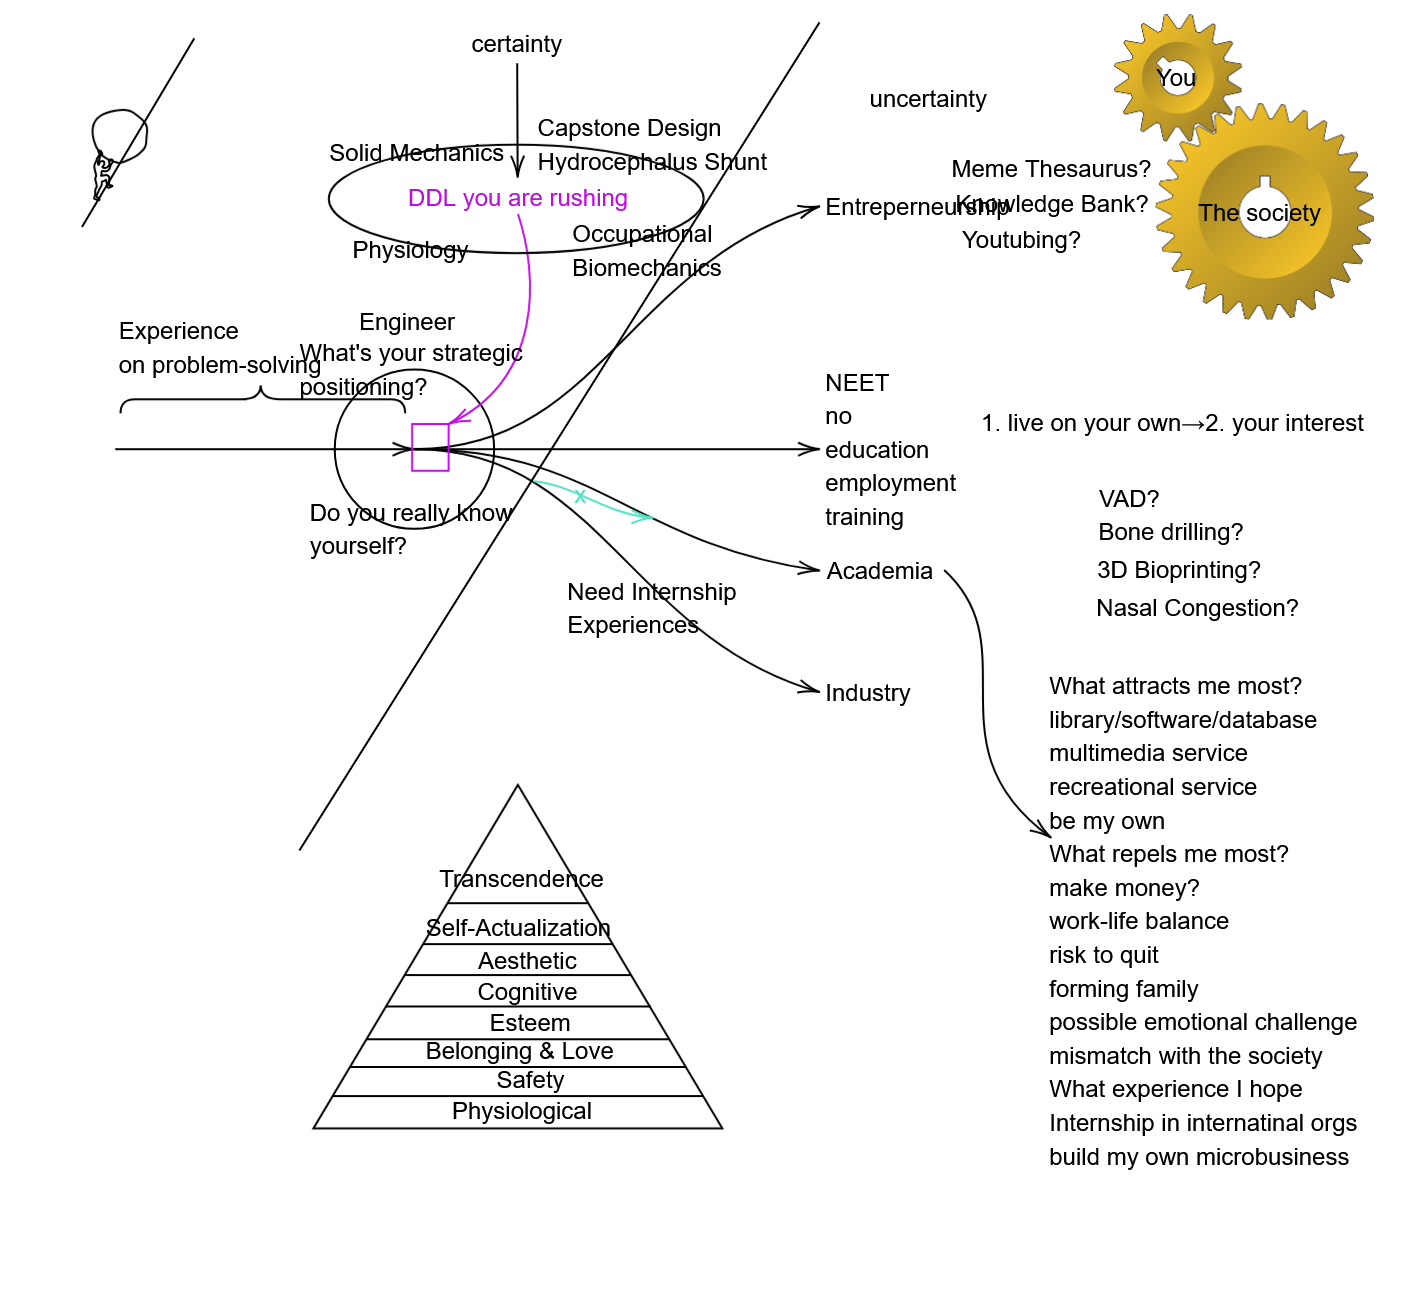 certainty
uncertainty
You
Capstone Design
Hydrocephalus Shunt
Solid Mechanics
DDL you are rushing
Occupational
Biomechanics
Physiology
Entreperneurship
Meme Thesaurus?
Knowledge Bank?
Youtubing?
The society
Experience
on problem-solving
Engineer
What's your strategic
positioning?
Do you really know
yourself?
NEET
no
education
employment
training
1. live on your own→2. your interest
x
VAD?
Bone drilling?
3D Bioprinting?
Nasal Congestion?
Academia
Need Internship
Experiences
Industry
What attracts me most?
library/software/database
multimedia service
recreational service
be my own
What repels me most?
make money?
work-life balance
risk to quit
forming family
possible emotional challenge
mismatch with the society
What experience I hope
Internship in internatinal orgs
build my own microbusiness
Transcendence
Self-Actualization
Aesthetic
Cognitive
Esteem
Belonging & Love
Safety
Physiological